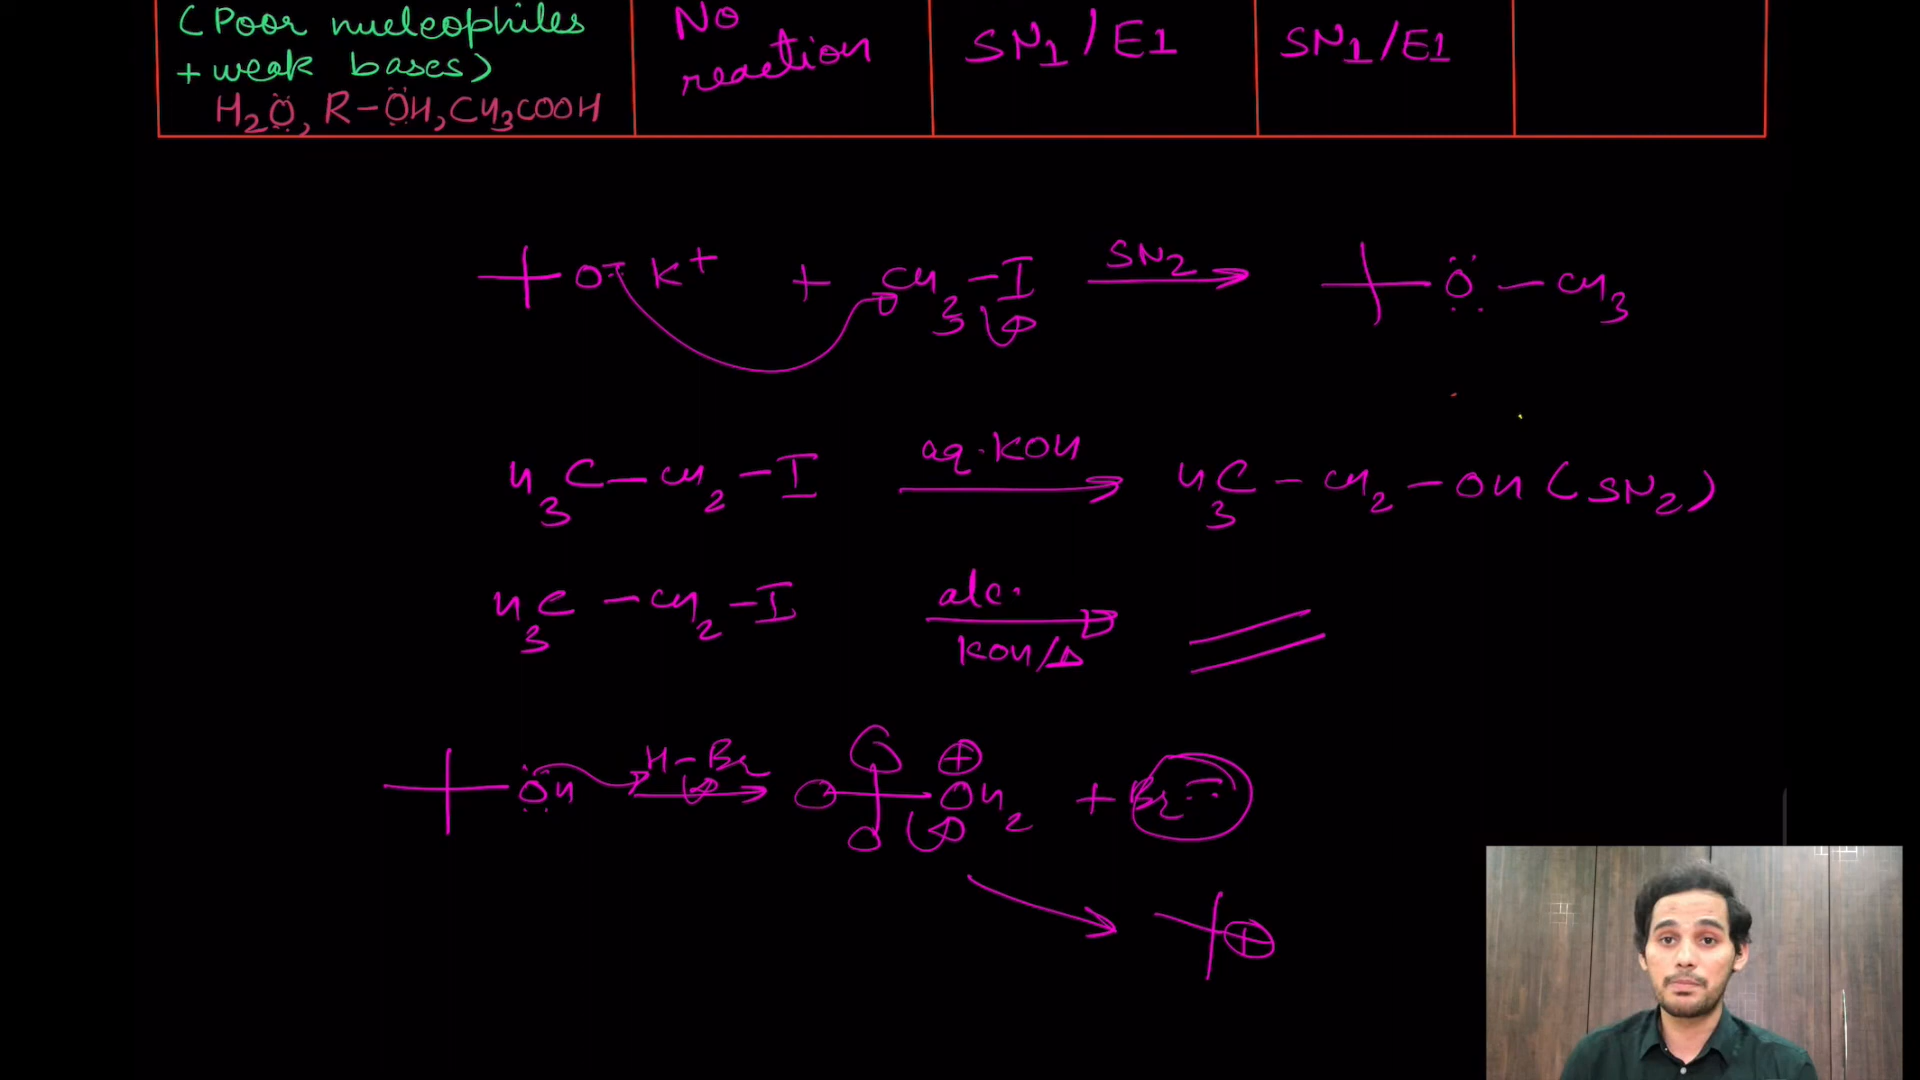 (Poor nucleophiles
+ weak bases)
H₂Ö, R-ÖH, CH₃COOH
No
reaction
SN1/E1
SN1/E1
O⁻ K⁺ + CH₃-I SN2 Ö-CH₃
H₃C-CH₂-I aq. KOH H₃C-CH₂-OH (SN2)
H₃C-CH₂-I alc.
KOH/Δ
ÖH H-Br ⊕
OH₂ + Br⁻
⊕